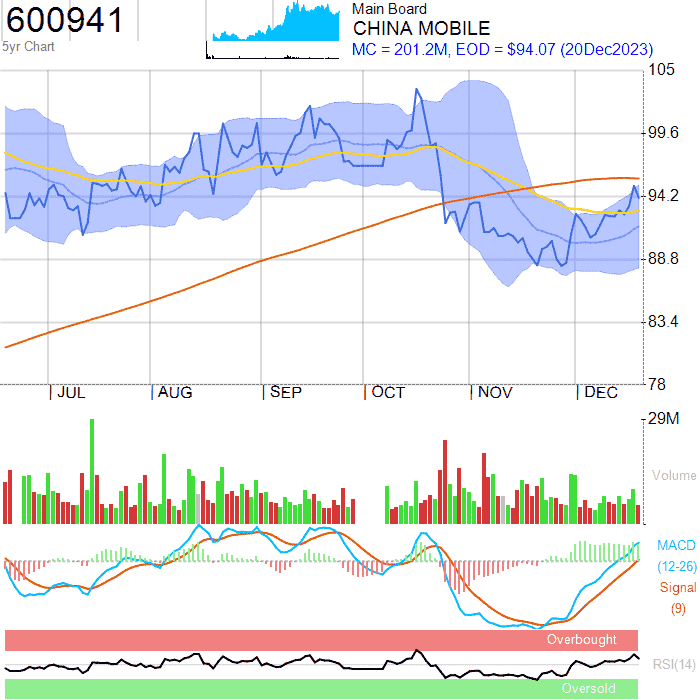 600941
5yr Chart
Main Board
CHINA MOBILE
MC = 201.2M, EOD = $94.07 (20Dec2023)
105
99.6
94.2
88.8
83.4
78
JUL AUG SEP OCT NOV DEC
29M
Volume
MACD
(12-26)
Signal
(9)
Overbought
RSI(14)
Oversold